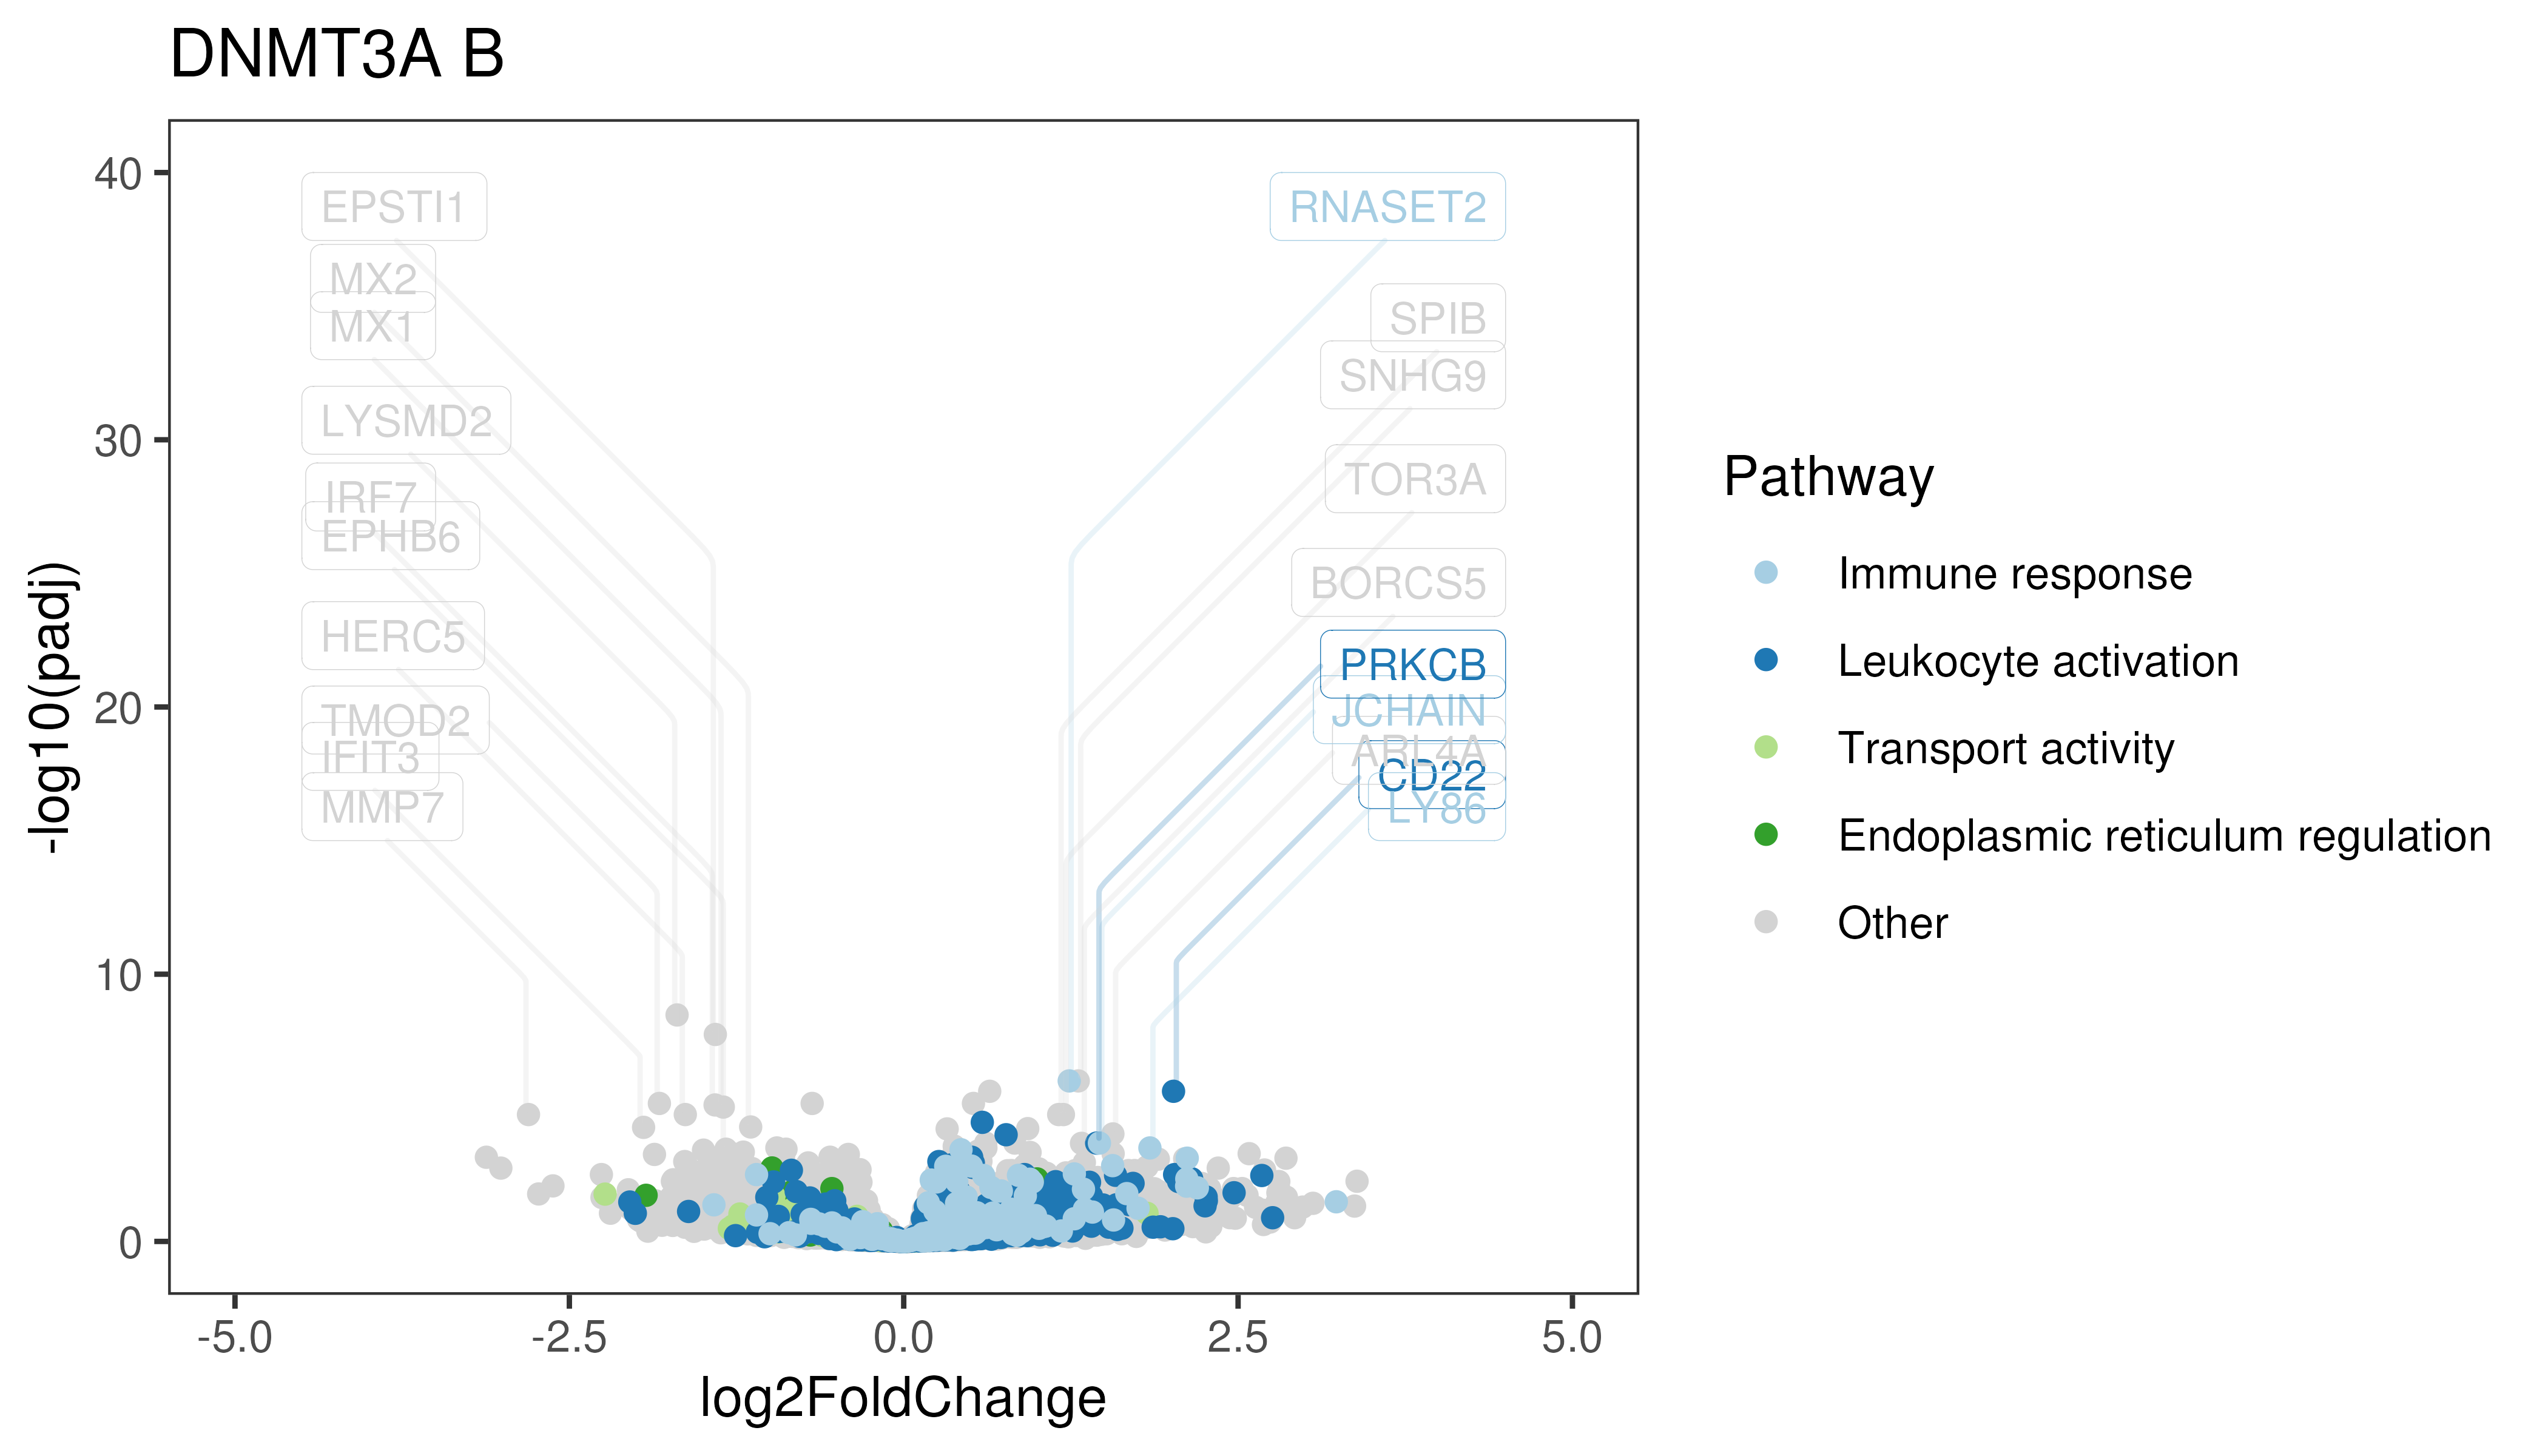 DNMT3A B
-log10(padj)
40
30
20
10
0
EPSTI1
MX2
MX1
LYSMD2
IRF7
EPHB6
HERC5
TMOD2
IFIT3
MMP7
RNASET2
SPIB
SNHG9
TOR3A
BORCS5
PRKCB
JCHAIN
ARL4A
CD22
LY86
-5.0
-2.5
0.0
2.5
5.0
log2FoldChange
Pathway
Immune response
Leukocyte activation
Transport activity
Endoplasmic reticulum regulation
Other